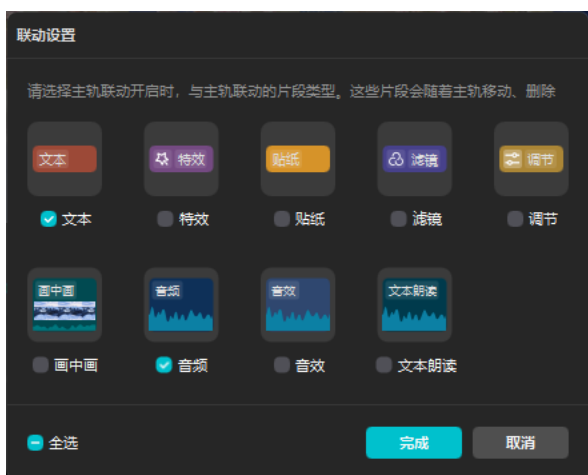 联动设置
请选择主轨联动开启时，与主轨联动的片段类型。这些片段会随着主轨移动、删除
文本 特效 贴纸 滤镜 调节
文本 特效 贴纸 滤镜 调节
画中画 音频 音效 文本朗读
画中画 音频 音效 文本朗读
全选 完成 取消